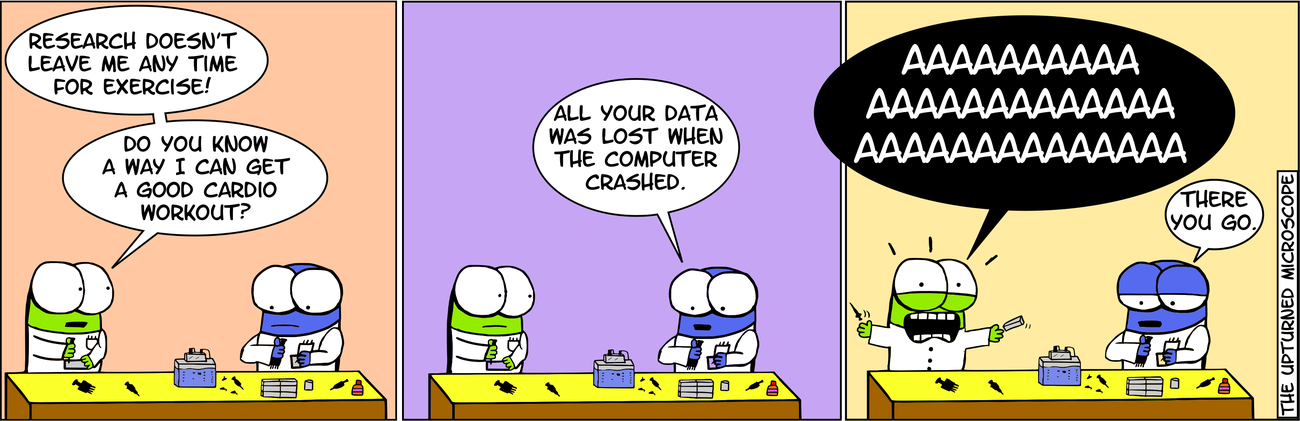 RESEARCH DOESN'T
LEAVE ME ANY TIME
FOR EXERCISE!
DO YOU KNOW
A WAY I CAN GET
A GOOD CARDIO
WORKOUT?
ALL YOUR DATA
WAS LOST WHEN
THE COMPUTER
CRASHED.
AAAAAAAAAA
AAAAAAAAAAAAA
AAAAAAAAAAAAAA
THERE
YOU GO.
THE UPTURNED MICROSCOPE